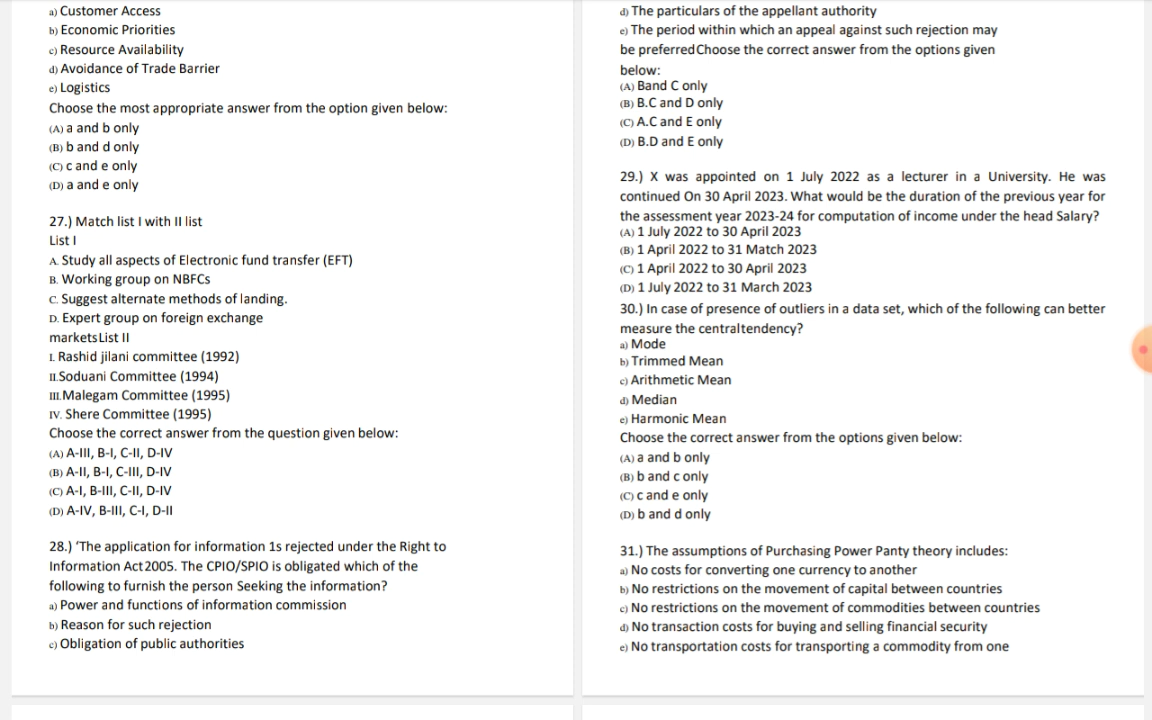 a) Customer Access
b) Economic Priorities
c) Resource Availability
d) Avoidance of Trade Barrier
e) Logistics
Choose the most appropriate answer from the option given below:
(A) a and b only
(B) b and d only
(C) c and e only
(D) a and e only
27.) Match list I with II list
List I
A. Study all aspects of Electronic fund transfer (EFT)
B. Working group on NBFCs
C. Suggest alternate methods of landing.
D. Expert group on foreign exchange
marketsList II
I. Rashid jilani committee (1992)
II.Soduani Committee (1994)
III.Malegam Committee (1995)
IV. Shere Committee (1995)
Choose the correct answer from the question given below:
(A) A-III, B-I, C-II, D-IV
(B) A-II, B-I, C-III, D-IV
(C) A-I, B-III, C-II, D-IV
(D) A-IV, B-III, C-I, D-II
28.) ‘The application for information 1s rejected under the Right to
Information Act 2005. The CPIO/SPIO is obligated which of the
following to furnish the person Seeking the information?
a) Power and functions of information commission
b) Reason for such rejection
c) Obligation of public authorities
d) The particulars of the appellant authority
e) The period within which an appeal against such rejection may
be preferred Choose the correct answer from the options given
below:
(A) Band C only
(B) B.C and D only
(C) A.C and E only
(D) B.D and E only
29.) X was appointed on 1 July 2022 as a lecturer in a University. He was
continued On 30 April 2023. What would be the duration of the previous year for
the assessment year 2023-24 for computation of income under the head Salary?
(A) 1 July 2022 to 30 April 2023
(B) 1 April 2022 to 31 Match 2023
(C) 1 April 2022 to 30 April 2023
(D) 1 July 2022 to 31 March 2023
30.) In case of presence of outliers in a data set, which of the following can better
measure the centraltendency?
a) Mode
b) Trimmed Mean
c) Arithmetic Mean
d) Median
e) Harmonic Mean
Choose the correct answer from the options given below:
(A) a and b only
(B) b and c only
(C) c and e only
(D) b and d only
31.) The assumptions of Purchasing Power Panty theory includes:
a) No costs for converting one currency to another
b) No restrictions on the movement of capital between countries
c) No restrictions on the movement of commodities between countries
d) No transaction costs for buying and selling financial security
e) No transportation costs for transporting a commodity from one